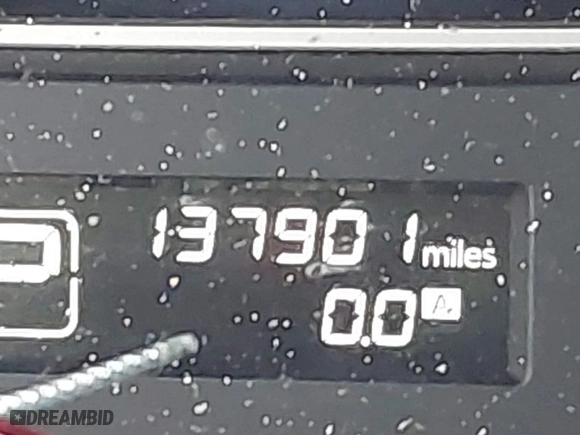 P
137901 miles
0.0 A
DREAMBID